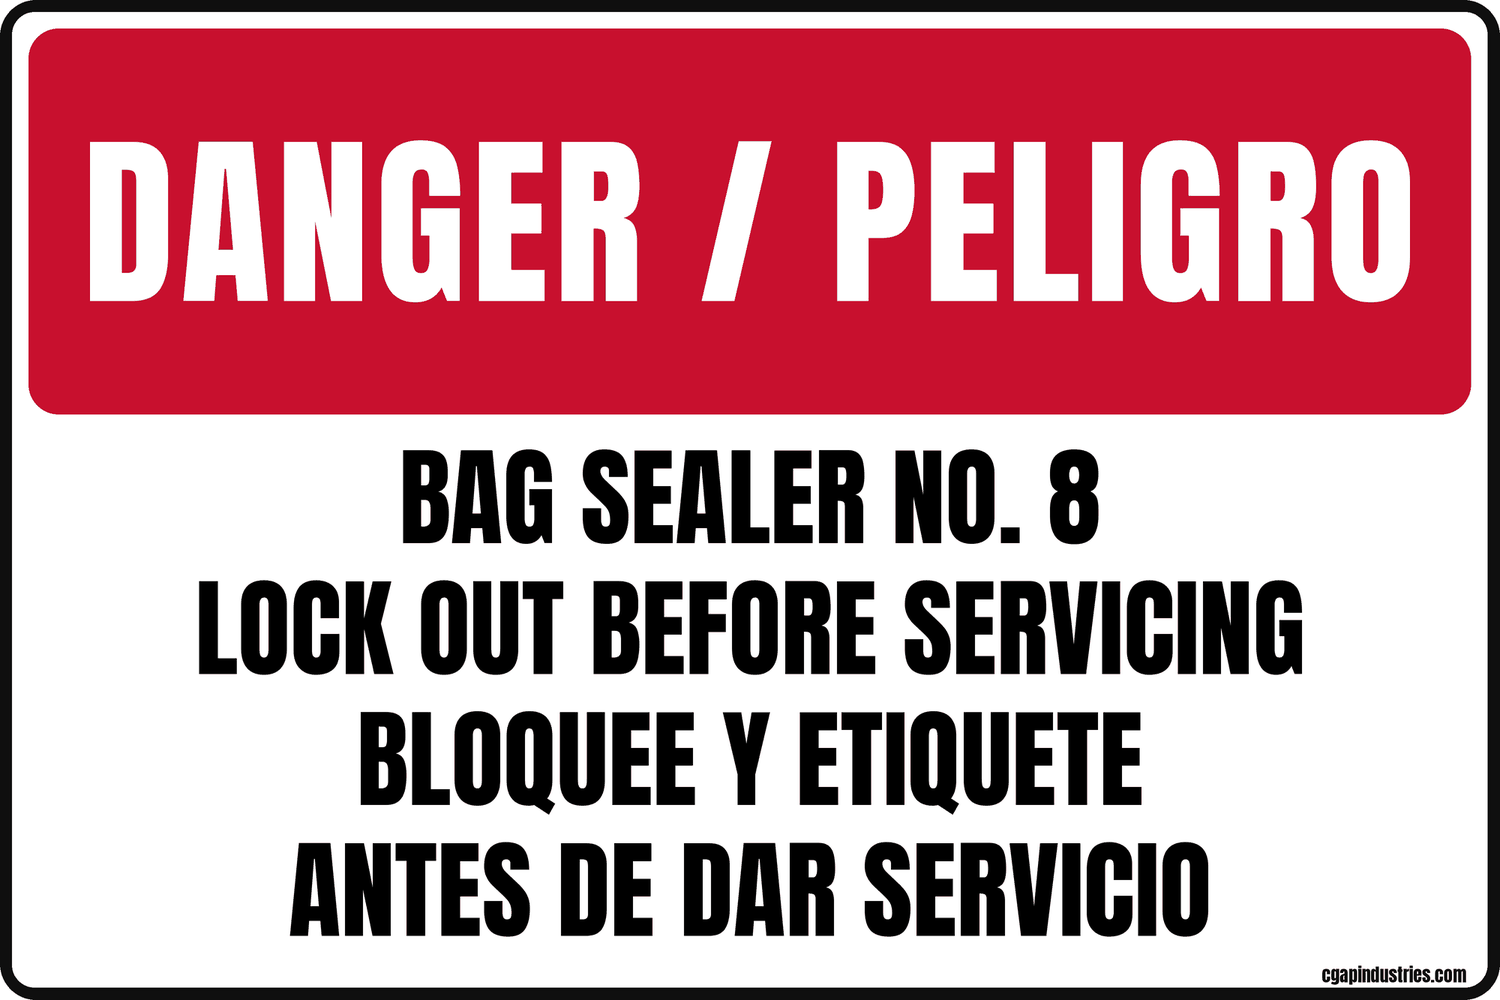 DANGER / PELIGRO
BAG SEALER NO. 8
LOCK OUT BEFORE SERVICING
BLOQUEE Y ETIQUETE
ANTES DE DAR SERVICIO
cgapindustries.com